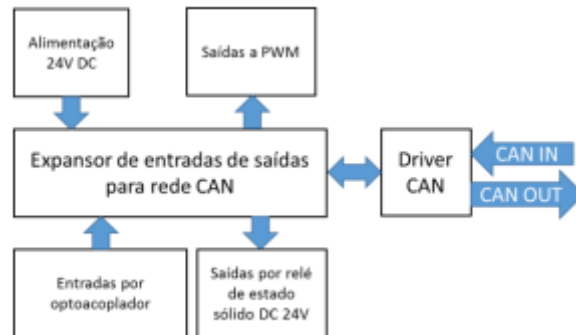 Alimentação
24V DC
Saídas a PWM
Expansor de entradas de saídas
para rede CAN
Driver
CAN
CAN IN
CAN OUT
Entradas por
optoacoplador
Saídas por relé
de estado
sólido DC 24V